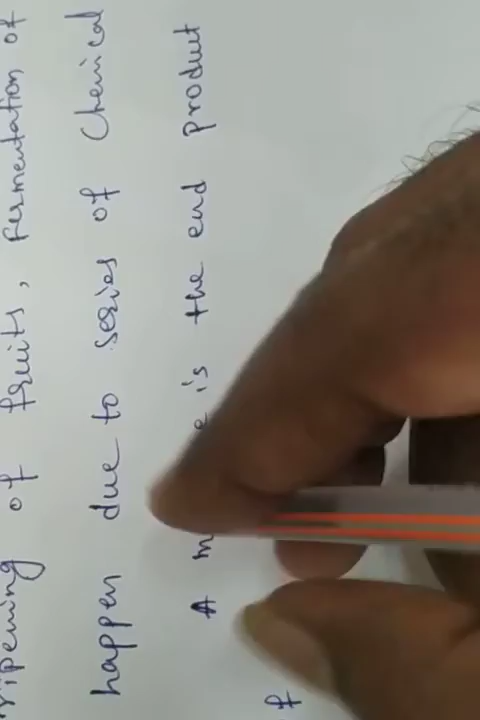 ripening of fruits, fermentation of
happen due to series of Chemical
A is the end product
f